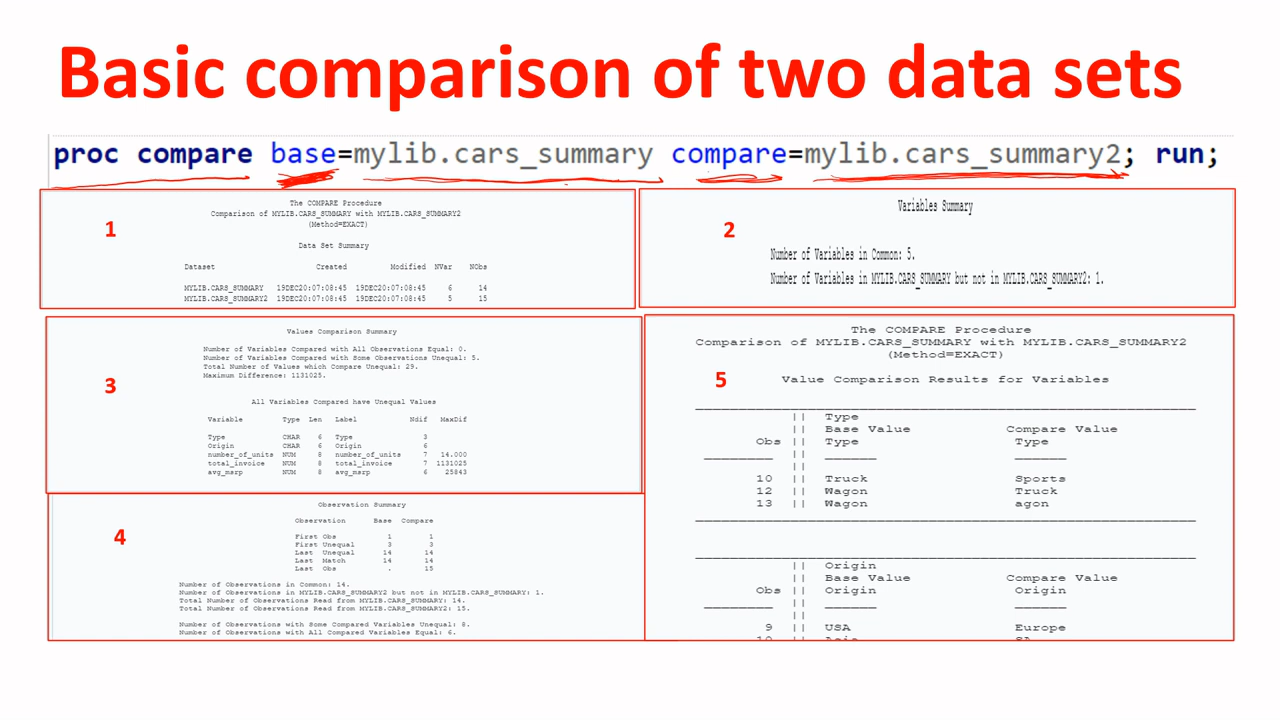 Basic comparison of two data sets
proc compare base=mylib.cars_summary compare=mylib.cars_summary2; run;
1
The COMPARE Procedure
Comparison of MYLIB.CARS_SUMMARY with MYLIB.CARS_SUMMARY2
(Method=EXACT)
Data Set Summary
Dataset Created Modified NVar NObs
MYLIB.CARS_SUMMARY 19DEC20:07:08:45 19DEC20:07:08:45 6 14
MYLIB.CARS_SUMMARY2 19DEC20:07:08:45 19DEC20:07:08:45 5 15
2
Variables Summary
Number of Variables in Common: 5.
Number of Variables in MYLIB.CARS_SUMMARY but not in MYLIB.CARS_SUMMARY2: 1.
3
Values Comparison Summary
Number of Variables Compared with All Observations Equal: 0.
Number of Variables Compared with Some Observations Unequal: 5.
Total Number of Values which Compare Unequal: 29.
Maximum Difference: 1131025.
All Variables Compared have Unequal Values
Variable Type Len Label Ndif MaxDif
Type CHAR 6 Type 3
Origin CHAR 6 Origin 6
number_of_units NUM 8 number_of_units 7 14.000
total_invoice NUM 8 total_invoice 7 1131025
avg_msrp NUM 8 avg_msrp 6 25843
4
Observation Summary
Observation Base Compare
First Obs 1 1
First Unequal 3 3
Last Unequal 14 14
Last Match 14 14
Last Obs . 15
Number of Observations in Common: 14.
Number of Observations in MYLIB.CARS_SUMMARY2 but not in MYLIB.CARS_SUMMARY: 1.
Total Number of Observations Read from MYLIB.CARS_SUMMARY: 14.
Total Number of Observations Read from MYLIB.CARS_SUMMARY2: 15.
Number of Observations with Some Compared Variables Unequal: 8.
Number of Observations with All Compared Variables Equal: 6.
5
The COMPARE Procedure
Comparison of MYLIB.CARS_SUMMARY with MYLIB.CARS_SUMMARY2
(Method=EXACT)
Value Comparison Results for Variables
|| Type
|| Base Value Compare Value
Obs || Type Type
||
||
10 || Truck Sports
12 || Wagon Truck
13 || Wagon agon
|| Origin
|| Base Value Compare Value
Obs || Origin Origin
||
||
9 || USA Europe